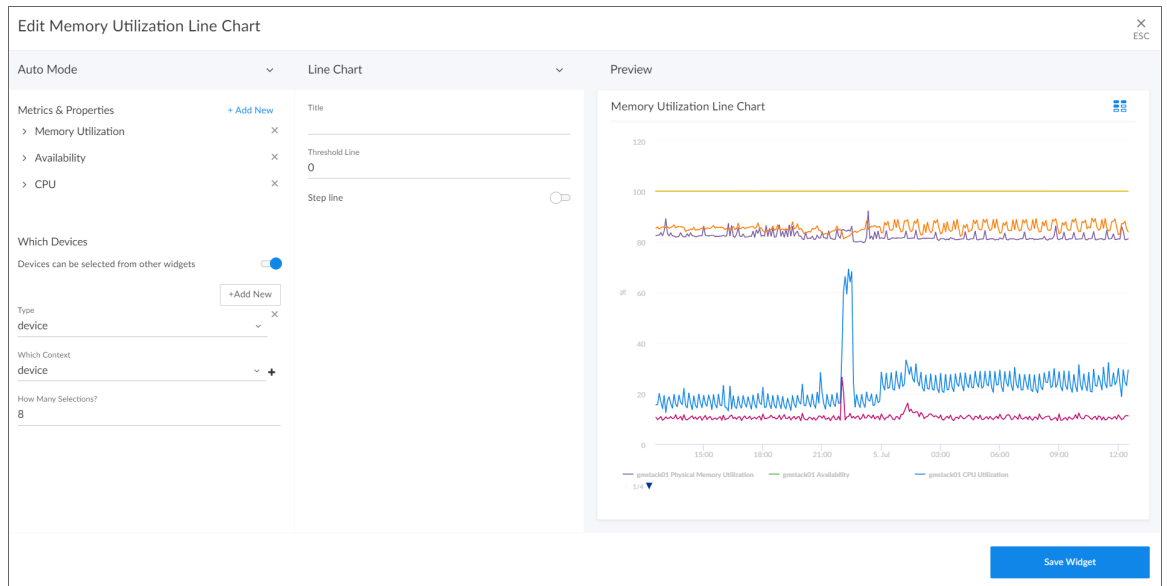 Edit Memory Utilization Line Chart
ESC
Auto Mode
Line Chart
Preview
Metrics & Properties
+ Add New
Memory Utilization
Availability
CPU
Which Devices
Devices can be selected from other widgets
+Add New
Type
device
Which Context
device
How Many Selections?
8
Title
Threshold Line
0
Step line
Memory Utilization Line Chart
120
100
80
%
60
40
20
0
15:00
18:00
21:00
5. Jul
03:00
06:00
09:00
12:00
gmstack01 Physical Memory Utilization
gmstack01 Availability
gmstack01 CPU Utilization
1/4
Save Widget